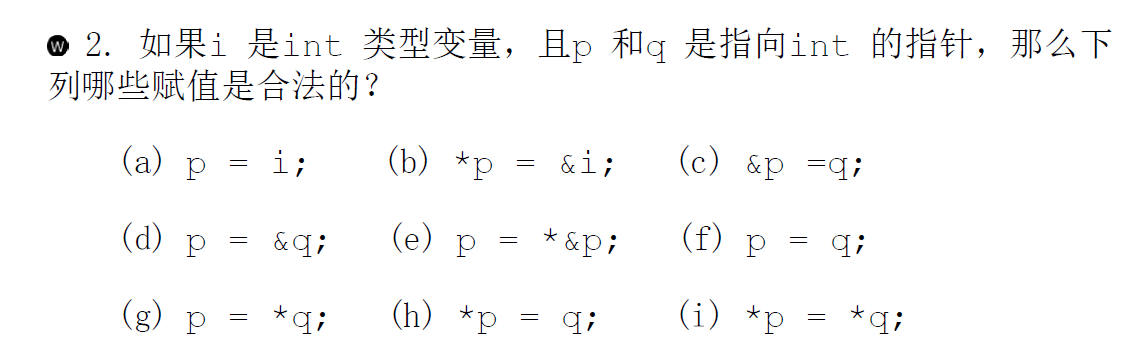 W 2. 如果i 是int 类型变量，且p 和q 是指向int 的指针，那么下
列哪些赋值是合法的？
(a) p = i; (b) *p = &i; (c) &p =q;
(d) p = &q; (e) p = *&p; (f) p = q;
(g) p = *q; (h) *p = q; (i) *p = *q;